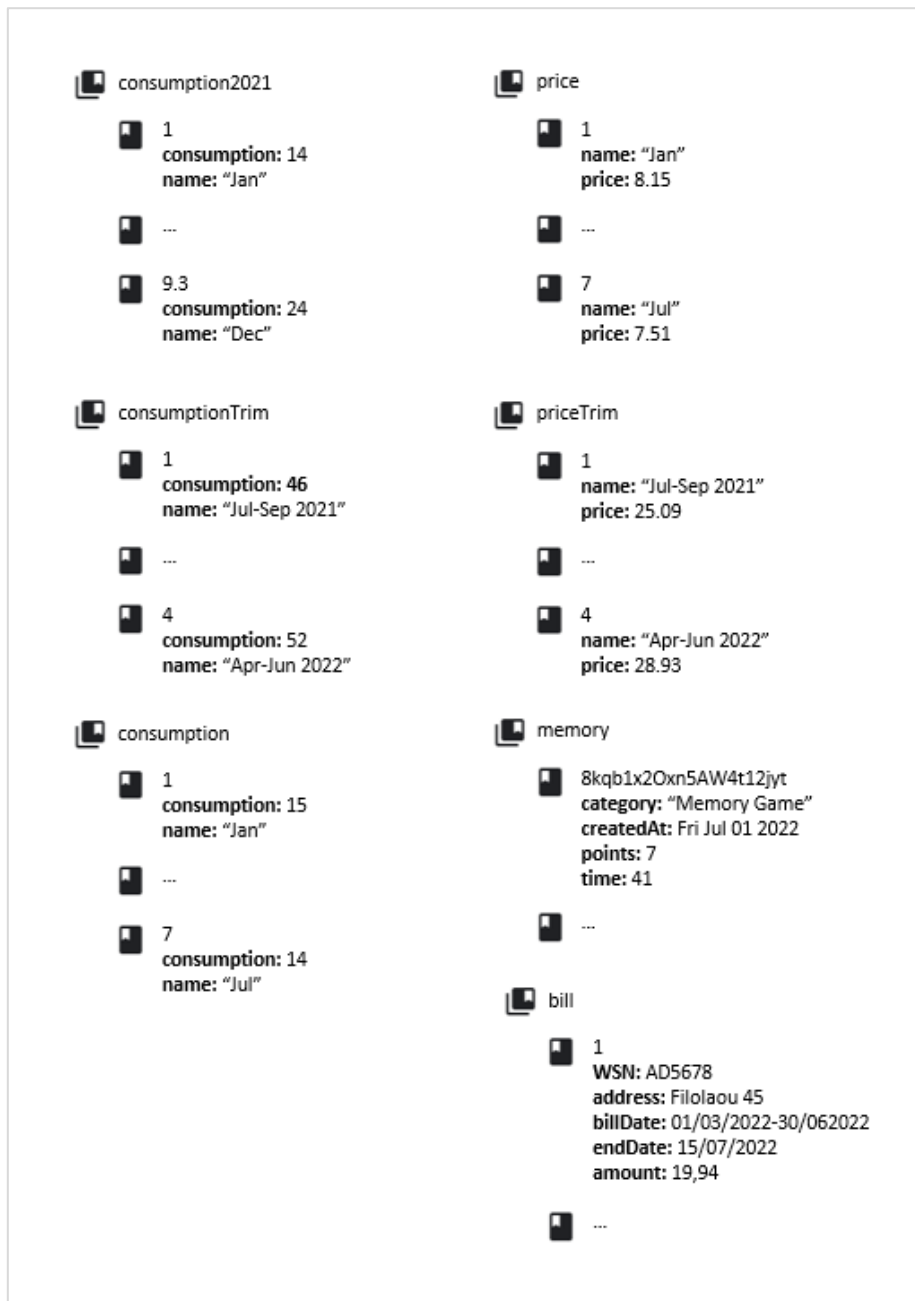 consumption2021
1
consumption: 14
name: “Jan”
...
9.3
consumption: 24
name: “Dec”
consumptionTrim
1
consumption: 46
name: “Jul-Sep 2021”
...
4
consumption: 52
name: “Apr-Jun 2022”
consumption
1
consumption: 15
name: “Jan”
...
7
consumption: 14
name: “Jul”
price
1
name: “Jan”
price: 8.15
...
7
name: “Jul”
price: 7.51
priceTrim
1
name: “Jul-Sep 2021”
price: 25.09
...
4
name: “Apr-Jun 2022”
price: 28.93
memory
8kqb1x2Oxn5AW4t12jyt
category: “Memory Game”
createdAt: Fri Jul 01 2022
points: 7
time: 41
...
bill
1
WSN: AD5678
address: Filolaou 45
billDate: 01/03/2022-30/062022
endDate: 15/07/2022
amount: 19,94
...